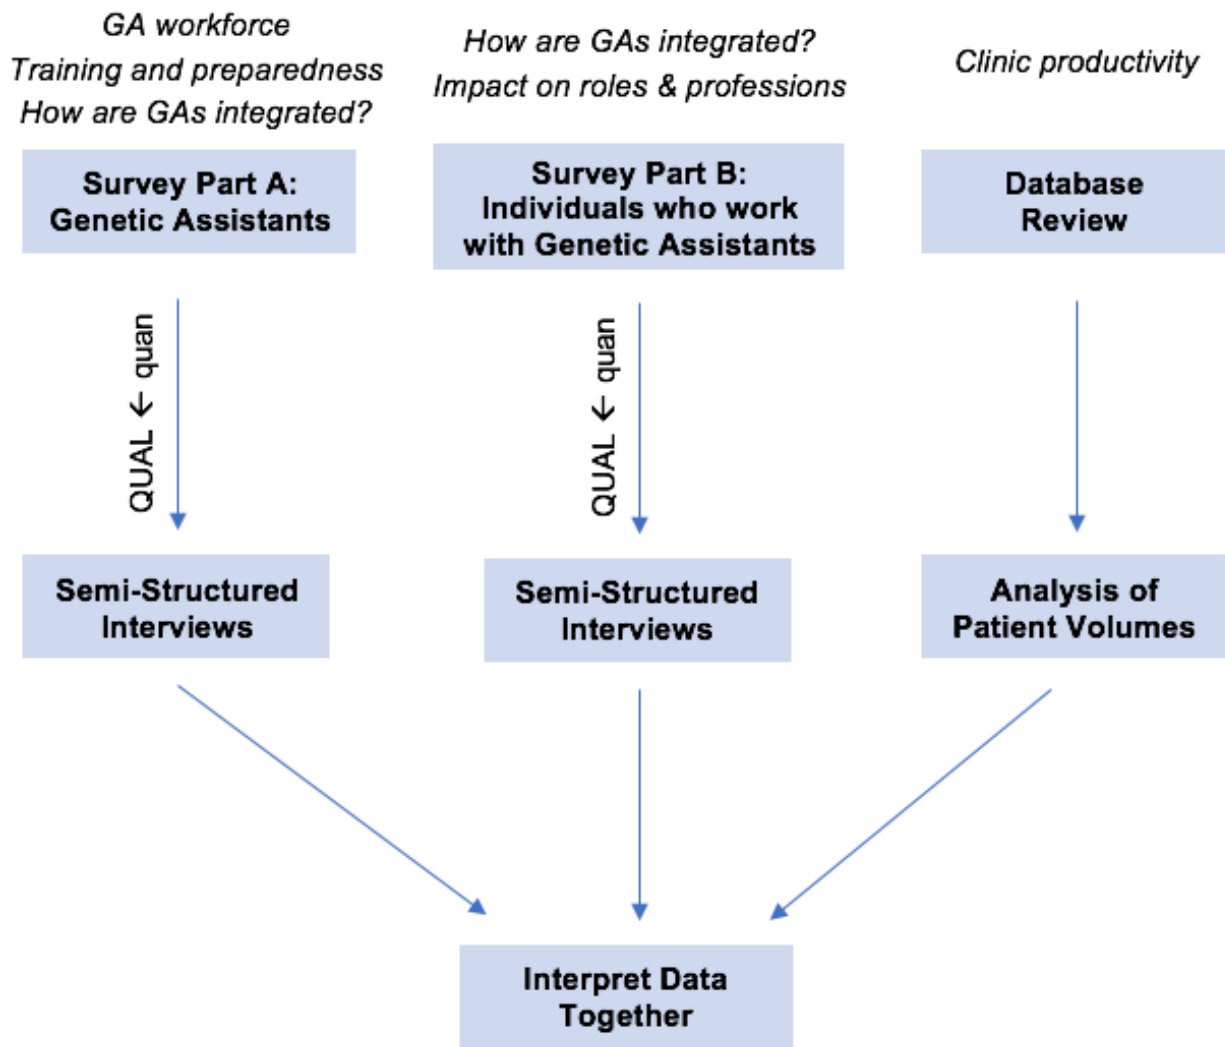 GA workforce
Training and preparedness
How are GAs integrated?
How are GAs integrated?
Impact on roles & professions
Clinic productivity
Survey Part A:
Genetic Assistants
Survey Part B:
Individuals who work
with Genetic Assistants
Database
Review
QUAL ← quan
QUAL ← quan
Semi-Structured
Interviews
Semi-Structured
Interviews
Analysis of
Patient Volumes
Interpret Data
Together